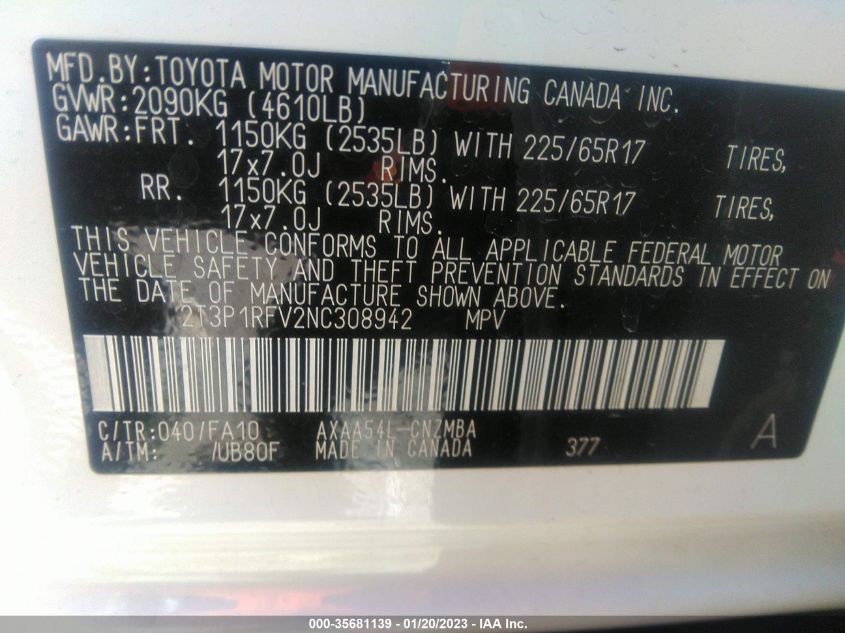 MFD.BY:TOYOTA MOTOR MANUFACTURING CANADA INC.
GVWR:2090KG (4610LB)
GAWR:FRT. 1150KG (2535LB) WITH 225/65R17 TIRES,
17x7.0J RIMS.
RR. 1150KG (2535LB) WITH 225/65R17 TIRES,
17x7.0J RIMS.
THIS VEHICLE CONFORMS TO ALL APPLICABLE FEDERAL MOTOR
VEHICLE SAFETY AND THEFT PREVENTION STANDARDS IN EFFECT ON
THE DATE OF MANUFACTURE SHOWN ABOVE.
2T3P1RFV2NC308942 MPV
C/TR:040/FA10 AXAA54L-CNZMBA
A/TM: /UB80F MADE IN CANADA 377 A
000-35681139 - 01/20/2023 - IAA Inc.